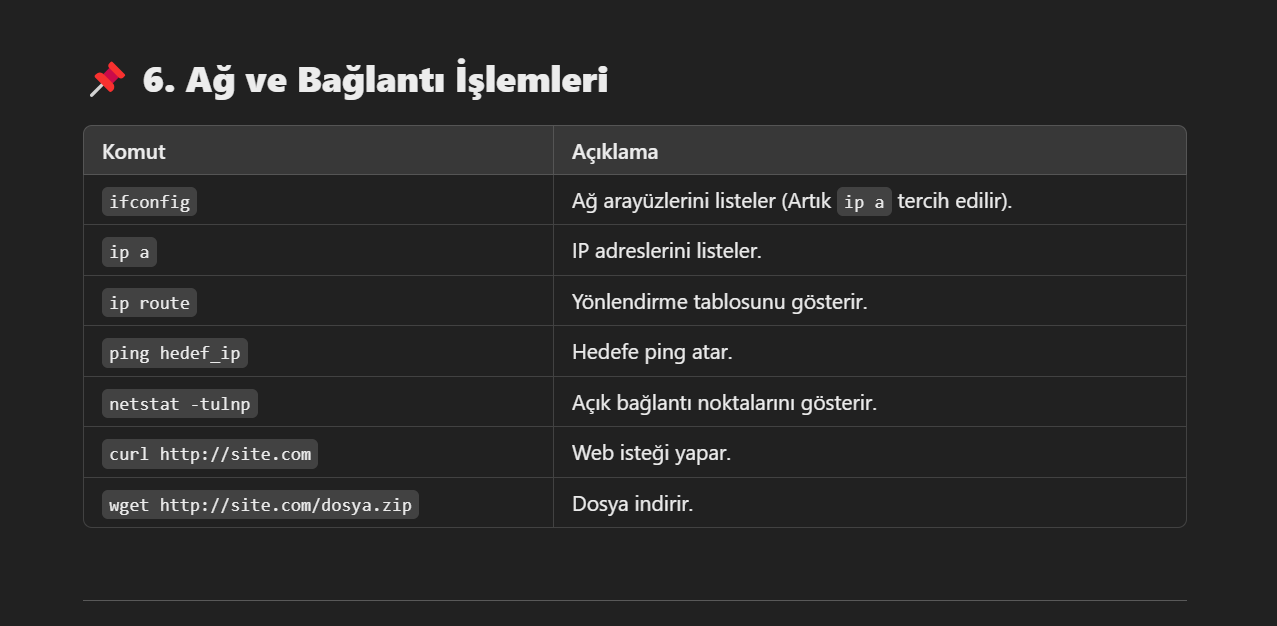 📌 6. Ağ ve Bağlantı İşlemleri
Komut Açıklama
ifconfig Ağ arayüzlerini listeler (Artık ip a tercih edilir).
ip a IP adreslerini listeler.
ip route Yönlendirme tablosunu gösterir.
ping hedef_ip Hedefe ping atar.
netstat -tulnp Açık bağlantı noktalarını gösterir.
curl http://site.com Web isteği yapar.
wget http://site.com/dosya.zip Dosya indirir.